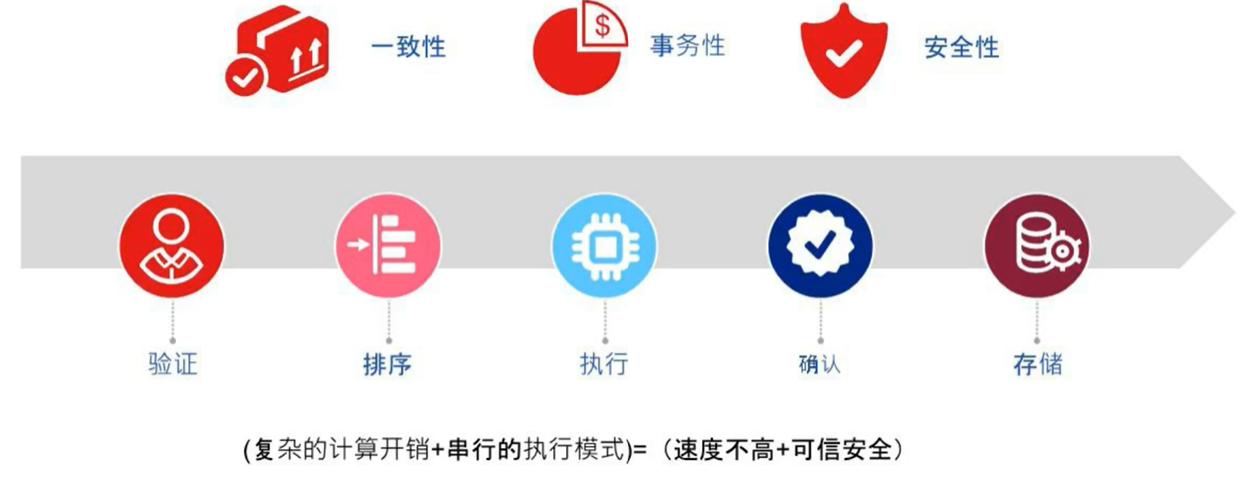 一致性 $ 事务性 安全性
验证 排序 执行 确认 存储
(复杂的计算开销+串行的执行模式)=（速度不高+可信安全）